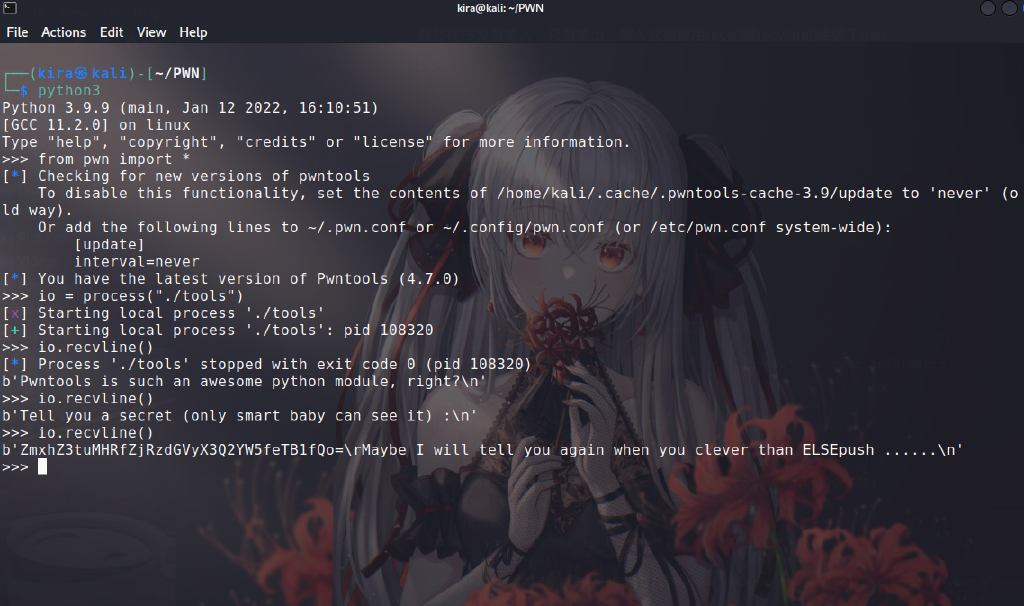 kira@kali: ~/PWN
File Actions Edit View Help
┌──(kira㉿kali)-[~/PWN]
└─$ python3
Python 3.9.9 (main, Jan 12 2022, 16:10:51)
[GCC 11.2.0] on linux
Type "help", "copyright", "credits" or "license" for more information.
>>> from pwn import *
[*] Checking for new versions of pwntools
    To disable this functionality, set the contents of /home/kali/.cache/.pwntools-cache-3.9/update to 'never' (o
ld way).
    Or add the following lines to ~/.pwn.conf or ~/.config/pwn.conf (or /etc/pwn.conf system-wide):
        [update]
        interval=never
[*] You have the latest version of Pwntools (4.7.0)
>>> io = process("./tools")
[x] Starting local process './tools'
[+] Starting local process './tools': pid 108320
>>> io.recvline()
[*] Process './tools' stopped with exit code 0 (pid 108320)
b'Pwntools is such an awesome python module, right?\n'
>>> io.recvline()
b'Tell you a secret (only smart baby can see it) :\n'
>>> io.recvline()
b'ZmxhZ3tuMHRfZjRzdGVyX3Q2YW5feTB1fQo=\rMaybe I will tell you again when you clever than ELSEpush ......\n'
>>>